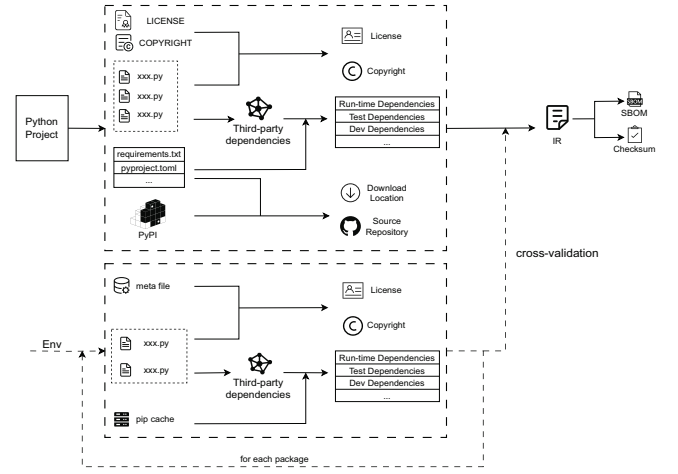 LICENSE
COPYRIGHT
xxx.py
xxx.py
xxx.py
Python
Project
Third-party
dependencies
requirements.txt
pyproject.toml
...
PyPI
License
Copyright
Run-time Dependencies
Test Dependencies
Dev Dependencies
...
Download
Location
Source
Repository
IR
SBOM
SBOM
Checksum
cross-validation
Env
meta file
xxx.py
xxx.py
Third-party
dependencies
pip cache
License
Copyright
Run-time Dependencies
Test Dependencies
Dev Dependencies
...
for each package